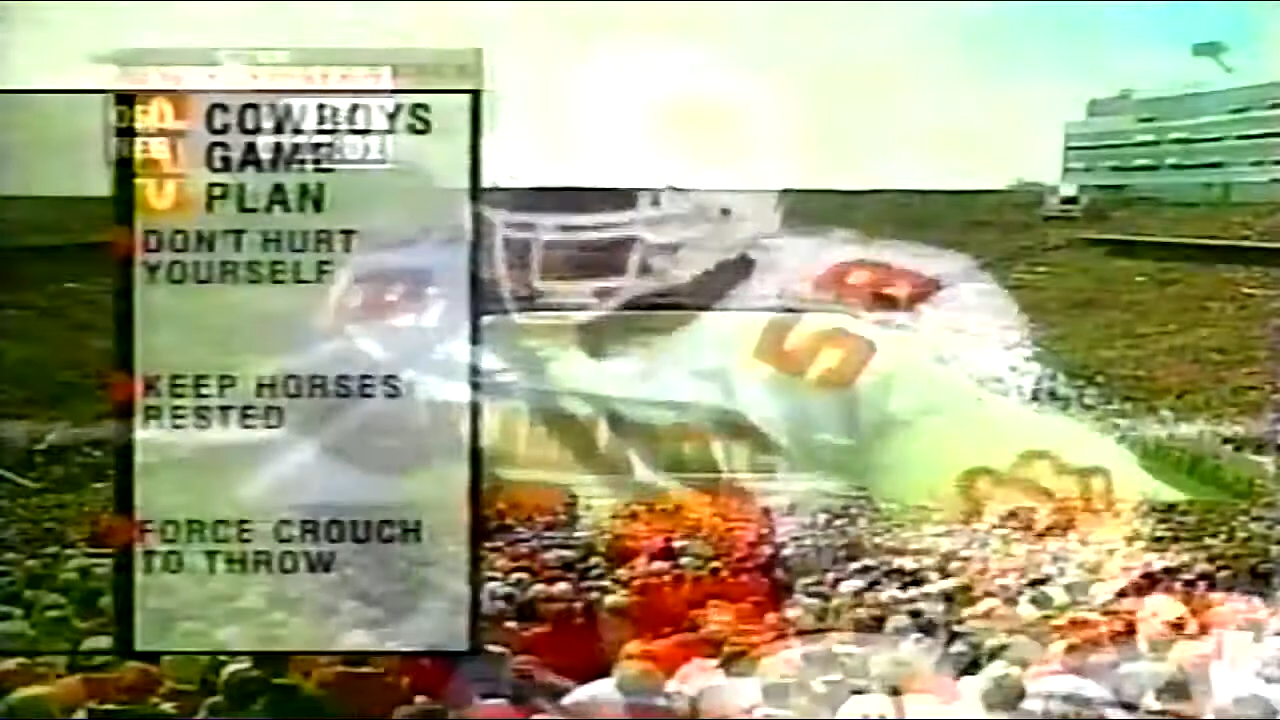 COWBOYS
GAME
PLAN
DON'T HURT
YOURSELF
KEEP HORSES
RESTED
FORCE CROUCH
TO THROW